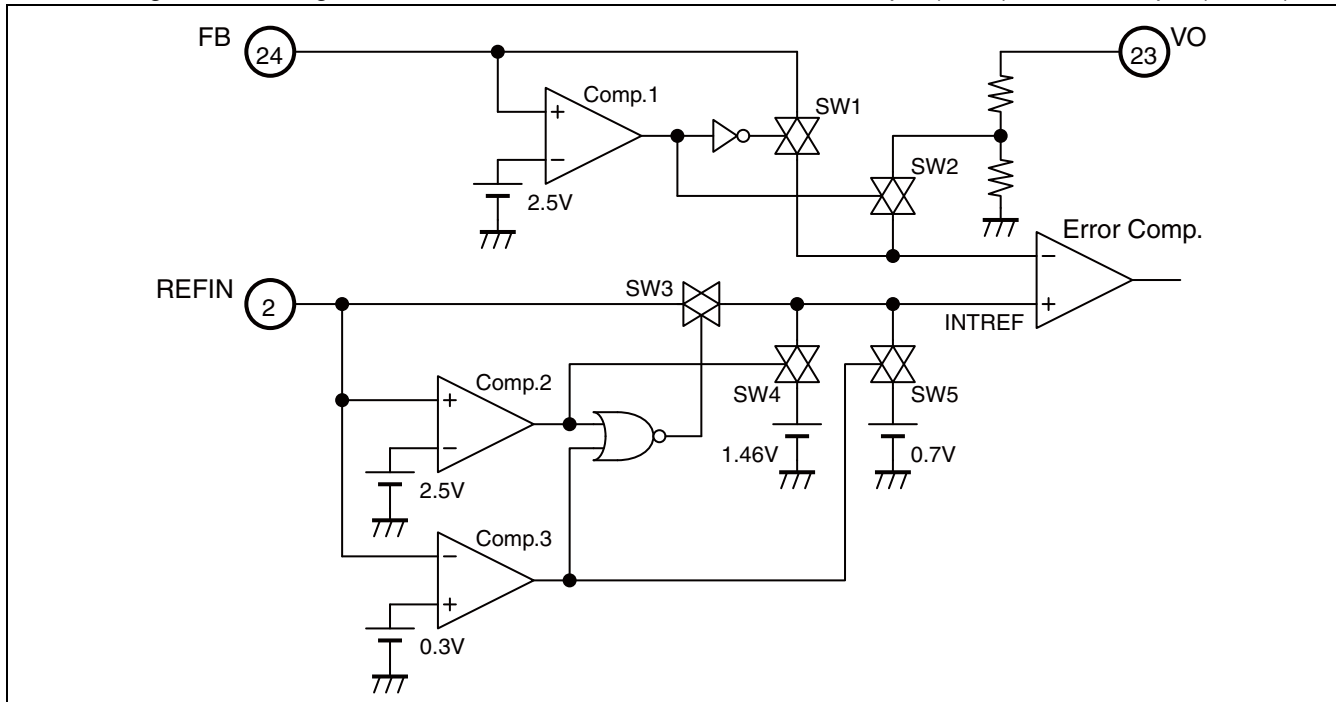 FB
24
23
VO
Comp.1
SW1
+
−
SW2
2.5V
Error Comp.
−
REFIN
2
SW3
+
INTREF
Comp.2
+
SW4
SW5
−
1.46V
0.7V
2.5V
Comp.3
−
+
0.3V